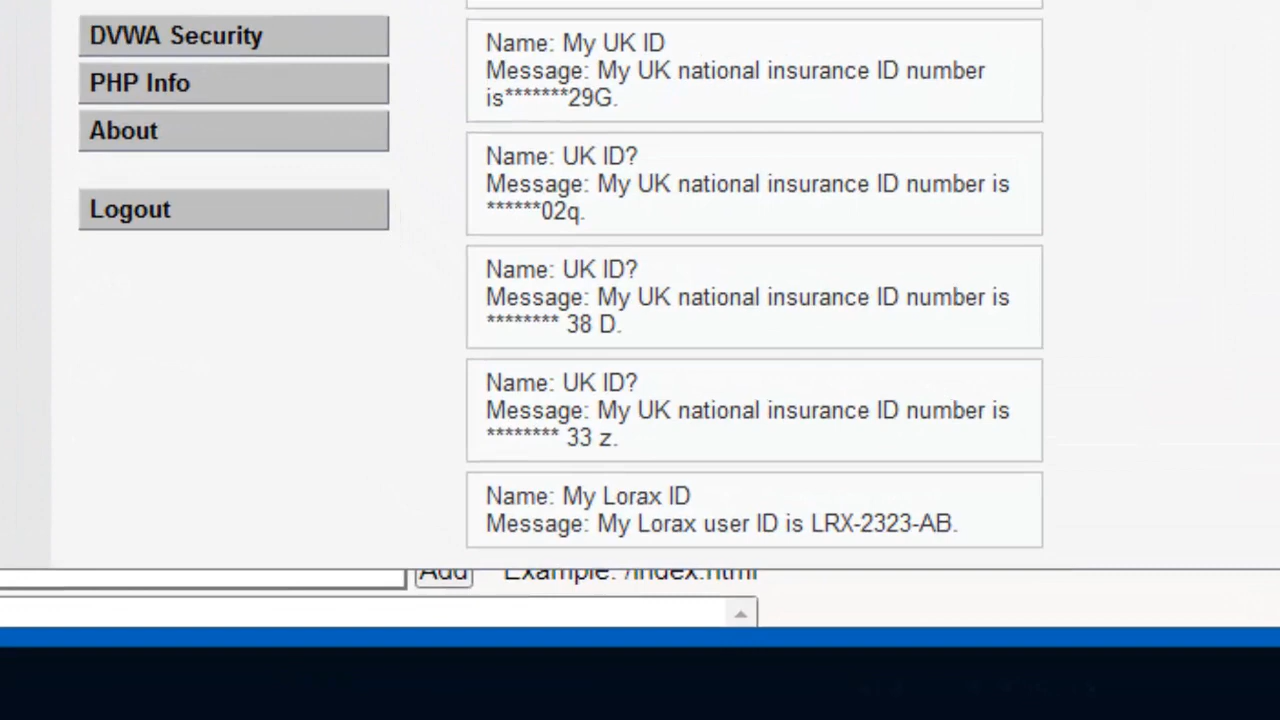 DVWA Security
PHP Info
About
Logout
Name: My UK ID
Message: My UK national insurance ID number
is*******29G.
Name: UK ID?
Message: My UK national insurance ID number is
******02q.
Name: UK ID?
Message: My UK national insurance ID number is
******** 38 D.
Name: UK ID?
Message: My UK national insurance ID number is
******** 33 z.
Name: My Lorax ID
Message: My Lorax user ID is LRX-2323-AB.
Add Example: /index.html